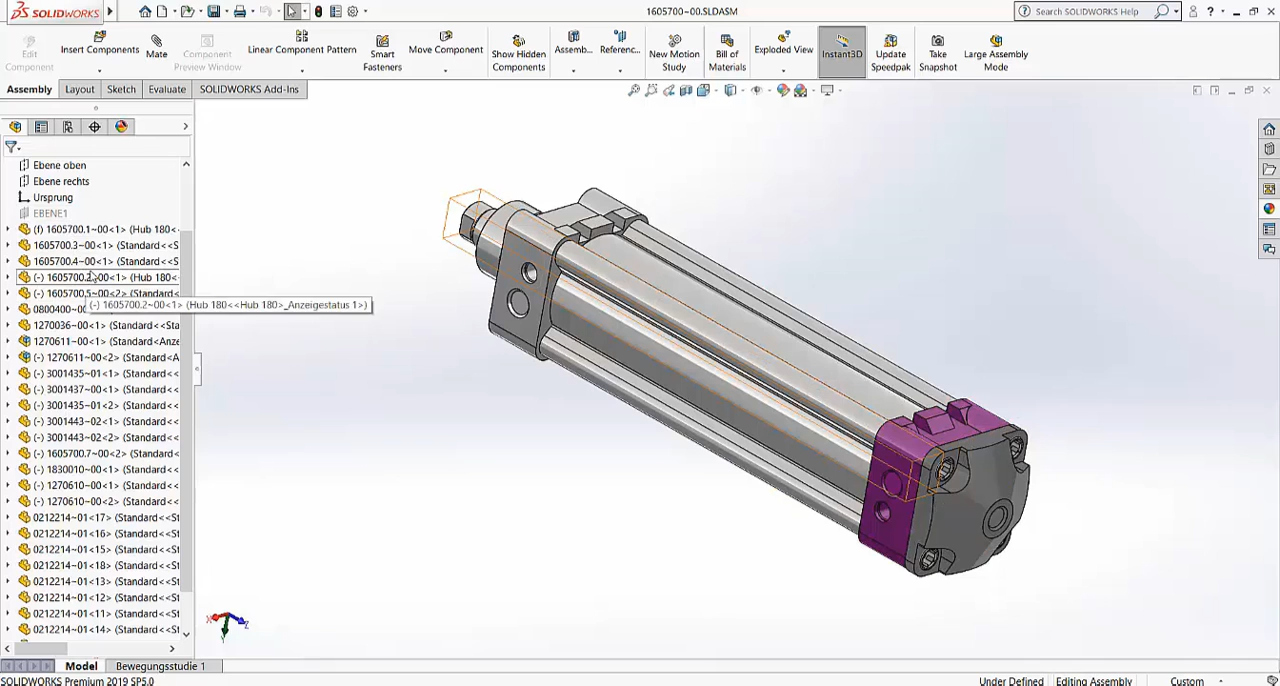 SOLIDWORKS
1605700~00.SLDASM
Search SOLIDWORKS Help
Edit Component
Insert Components
Mate
Component Preview Window
Linear Component Pattern
Smart Fasteners
Move Component
Show Hidden Components
Assemb...
Referenc...
New Motion Study
Bill of Materials
Exploded View
Instant3D
Update Speedpak
Take Snapshot
Large Assembly Mode
Assembly
Layout
Sketch
Evaluate
SOLIDWORKS Add-Ins
Ebene oben
Ebene rechts
Ursprung
EBENE1
(f) 1605700.1~00<1> (Hub 180<
1605700.3~00<1> (Standard<<S
1605700.4~00<1> (Standard<<S
(-) 1605700.2~00<1> (Hub 180<
(-) 1605700.5~00<2> (Standard
(-) 1605700.2~00<1> (Hub 180<<Hub 180>_Anzeigestatus 1>)
0800400~00
1270036~00<1> (Standard<<Sta
1270611~00<1> (Standard<Anze
(-) 1270611~00<2> (Standard<A
(-) 3001435~01<1> (Standard<<
(-) 3001437~00<1> (Standard<<
(-) 3001435~01<2> (Standard<<
(-) 3001443~02<1> (Standard<<
(-) 3001443~02<2> (Standard<<
(-) 1605700.7~00<2> (Standard
(-) 1830010~00<1> (Standard<<
(-) 1270610~00<1> (Standard<<
(-) 1270610~00<2> (Standard<<
0212214~01<17> (Standard<<St
0212214~01<16> (Standard<<St
0212214~01<15> (Standard<<St
0212214~01<18> (Standard<<St
0212214~01<13> (Standard<<St
0212214~01<12> (Standard<<St
0212214~01<11> (Standard<<St
0212214~01<14> (Standard<<St
X
Y
Z
Model
Bewegungsstudie 1
SOLIDWORKS Premium 2019 SP5.0
Under Defined
Editing Assembly
Custom